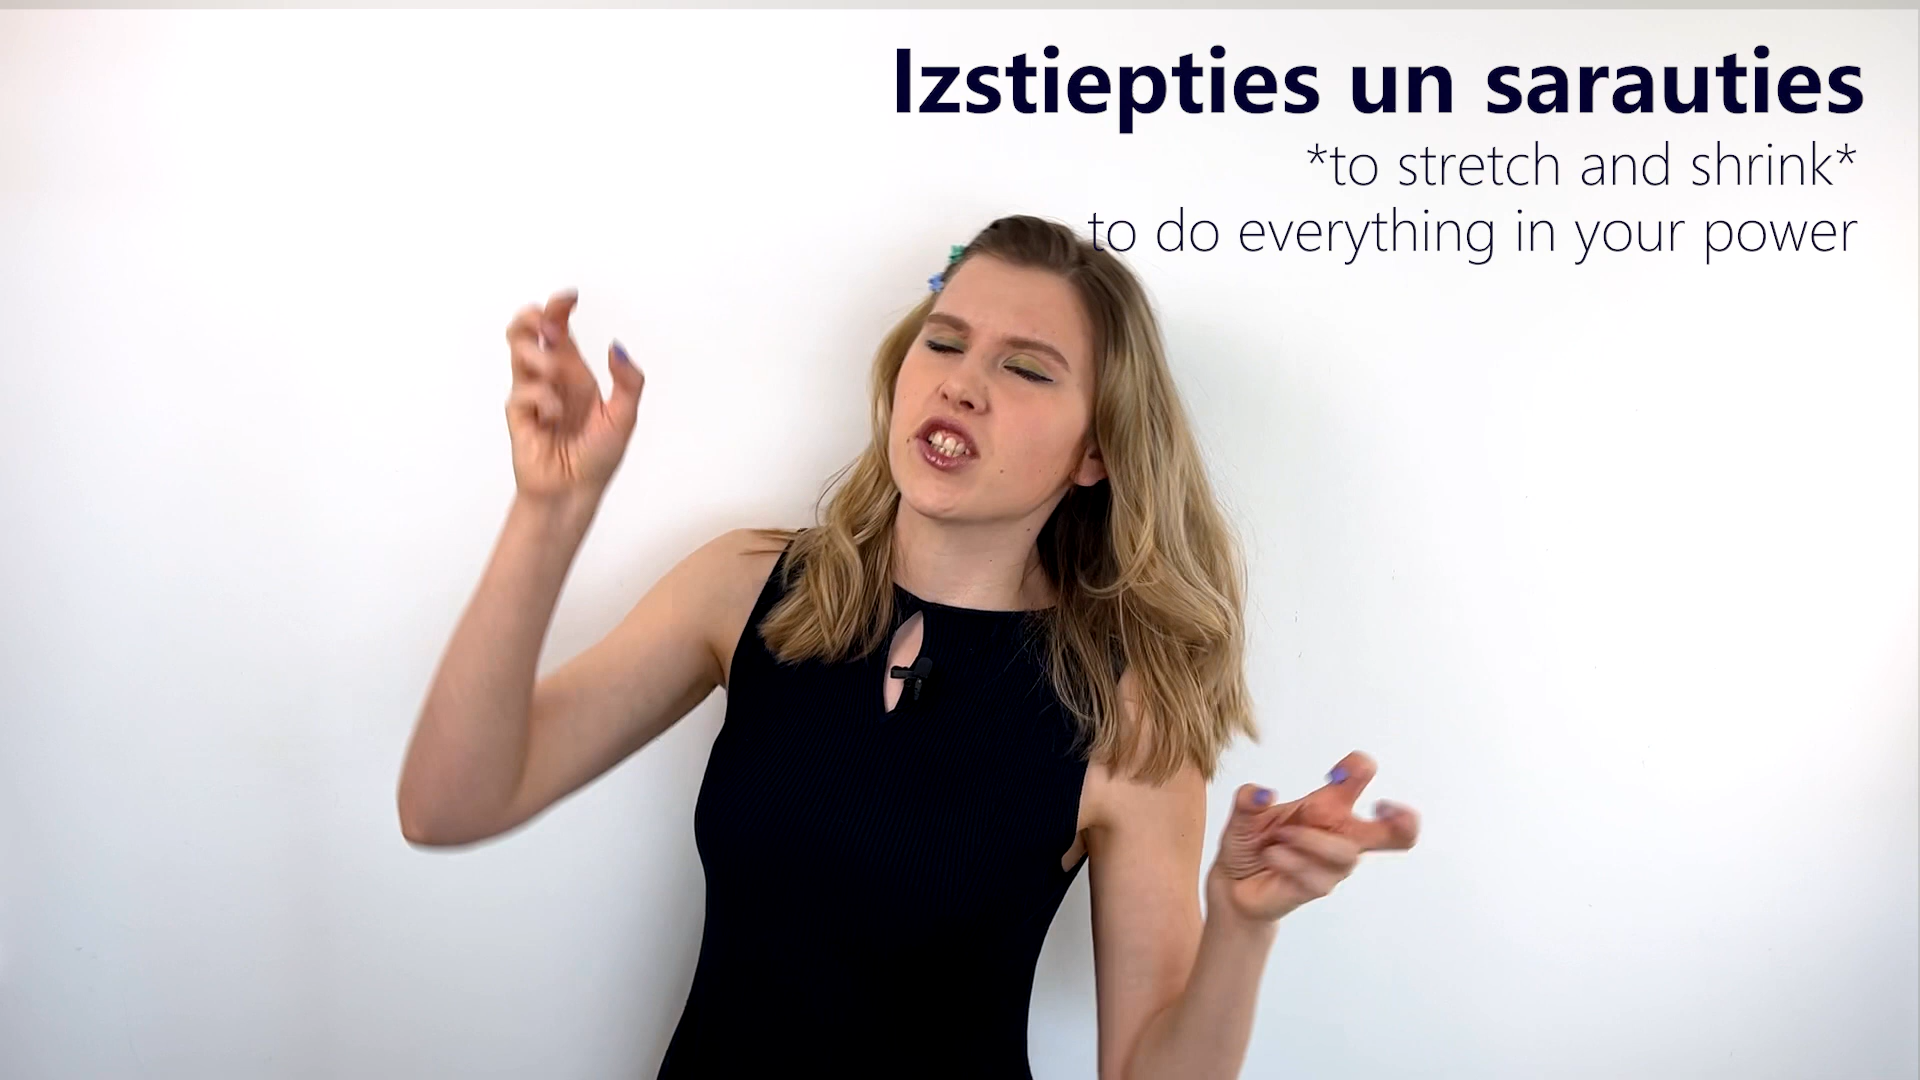 Izstiepties un sarauties
*to stretch and shrink*
to do everything in your power